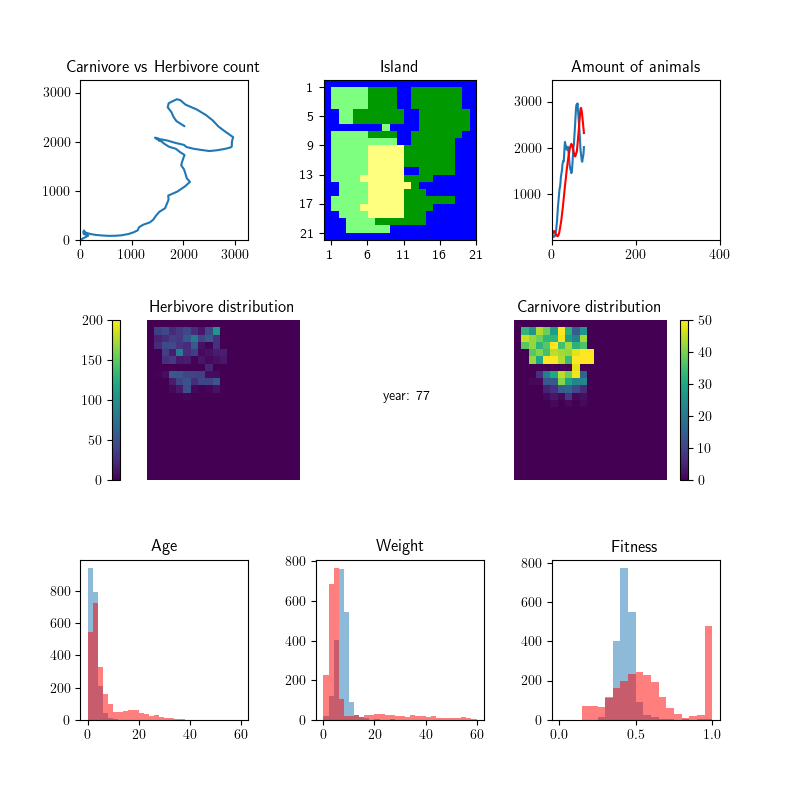 Carnivore vs Herbivore count
Island
Amount of animals
3000
2000
1000
0
0 1000 2000 3000
1
5
9
13
17
21
1 6 11 16 21
3000
2000
1000
0 200 400
Herbivore distribution
Carnivore distribution
200
150
100
50
0
year: 77
50
40
30
20
10
0
Age
Weight
Fitness
800
600
400
200
0
0 20 40 60
800
600
400
200
0
0 20 40 60
800
600
400
200
0
0.0 0.5 1.0